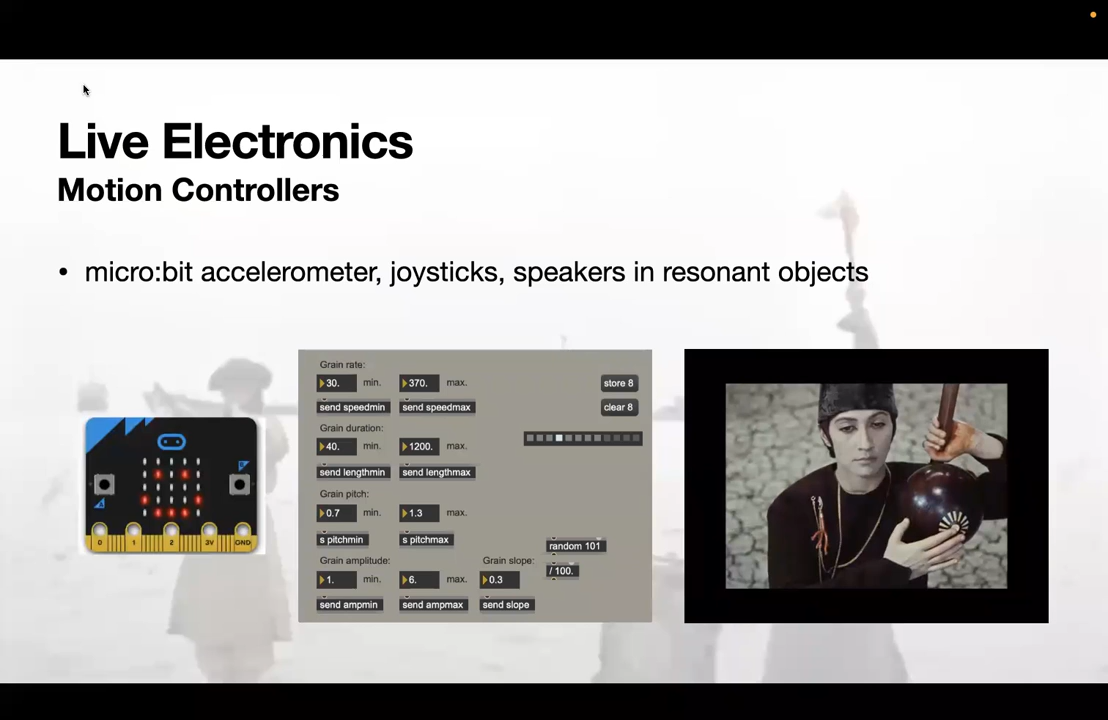 Live Electronics
Motion Controllers
• micro:bit accelerometer, joysticks, speakers in resonant objects
Grain rate:
30. min. 370. max.
send speedmin send speedmax
Grain duration:
40. min. 1200. max.
send lengthmin send lengthmax
Grain pitch:
0.7 min. 1.3 max.
s pitchmin s pitchmax
Grain amplitude: Grain slope:
1. min. 6. max. 0.3
send ampmin send ampmax send slope
store 8
clear 8
random 101
/ 100.
0 1 2 3V GND